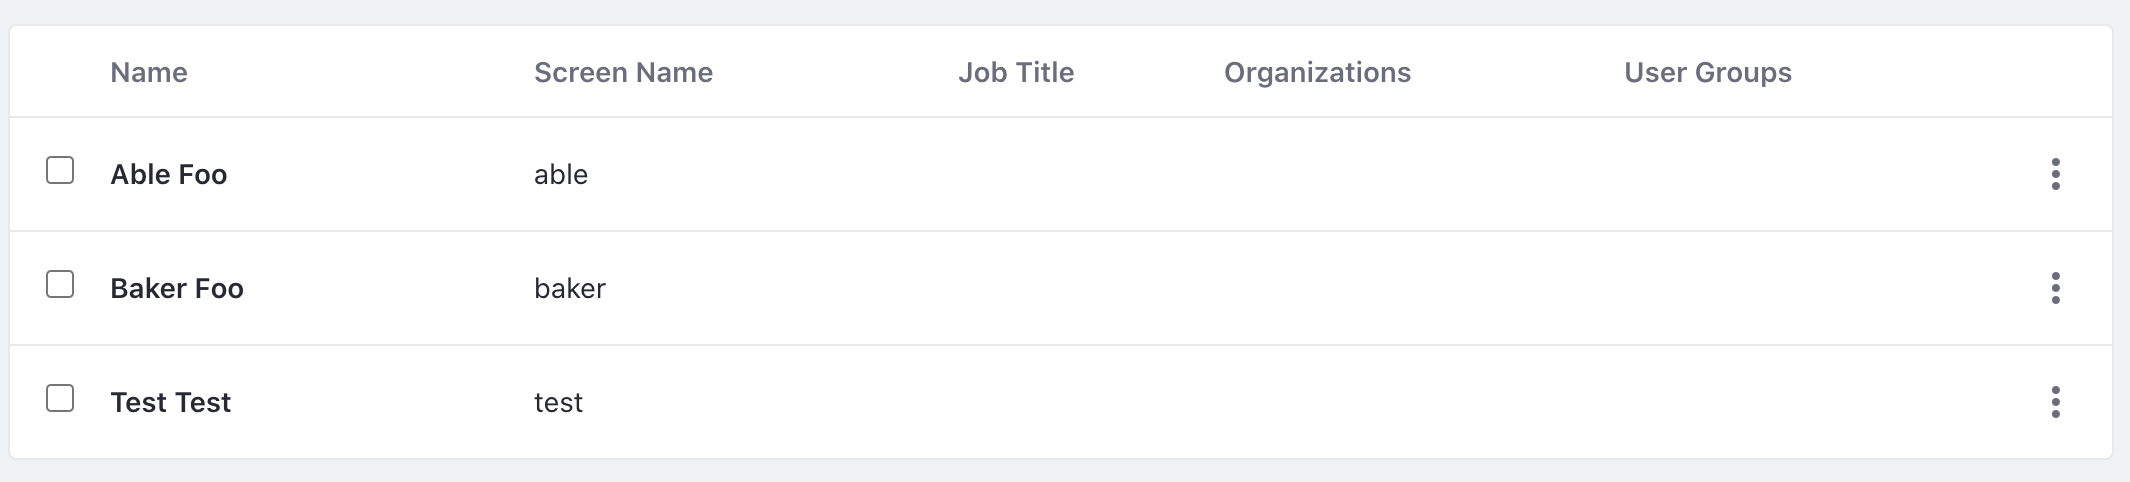 Name Screen Name Job Title Organizations User Groups
Able Foo able
Baker Foo baker
Test Test test